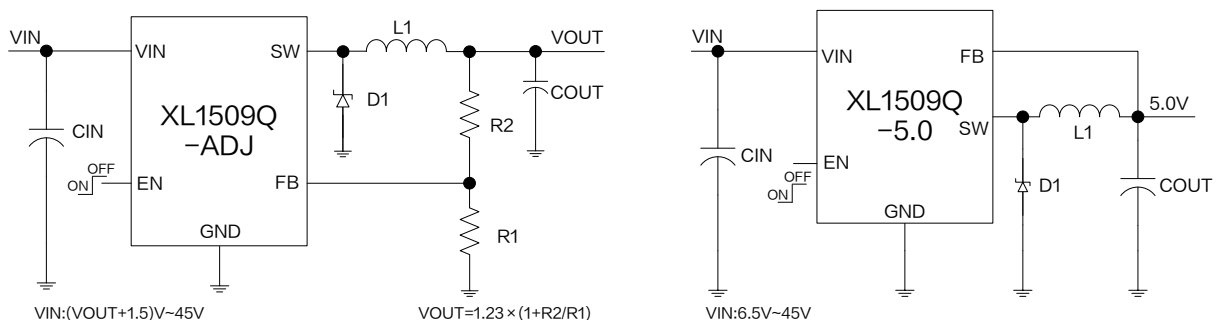 VIN
VIN
SW
L1
VOUT
XL1509Q
-ADJ
D1
COUT
R2
CIN
OFF
ON
EN
FB
GND
R1
VIN:(VOUT+1.5)V~45V
VOUT=1.23×(1+R2/R1)
VIN
VIN
FB
XL1509Q
-5.0
SW
L1
5.0V
CIN
OFF
ON
EN
D1
COUT
GND
VIN:6.5V~45V